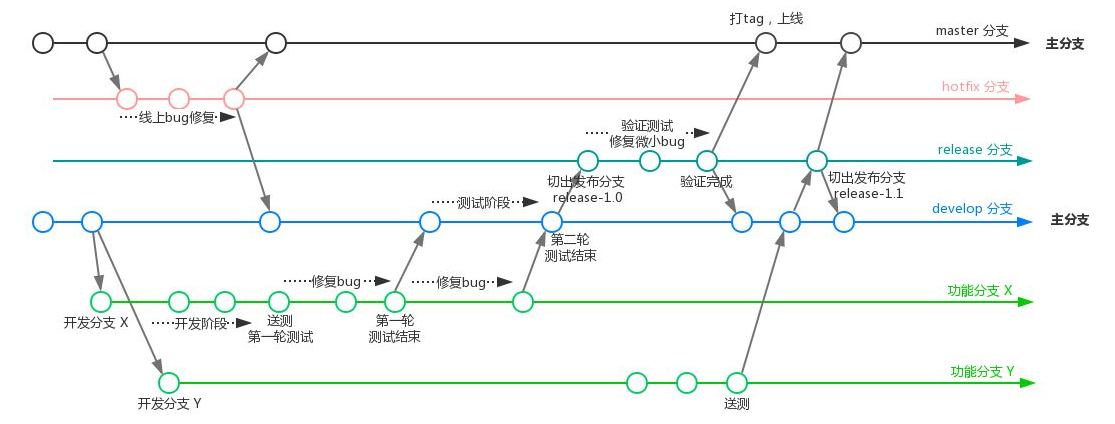 打tag，上线
master 分支
主分支
hotfix 分支
线上bug修复
验证测试
修复微小bug
release 分支
切出发布分支
release-1.0
验证完成
切出发布分支
release-1.1
测试阶段
develop 分支
主分支
第二轮
测试结束
修复bug
修复bug
功能分支 X
开发分支 X
开发阶段
送测
第一轮测试
第一轮
测试结束
功能分支 Y
开发分支 Y
送测